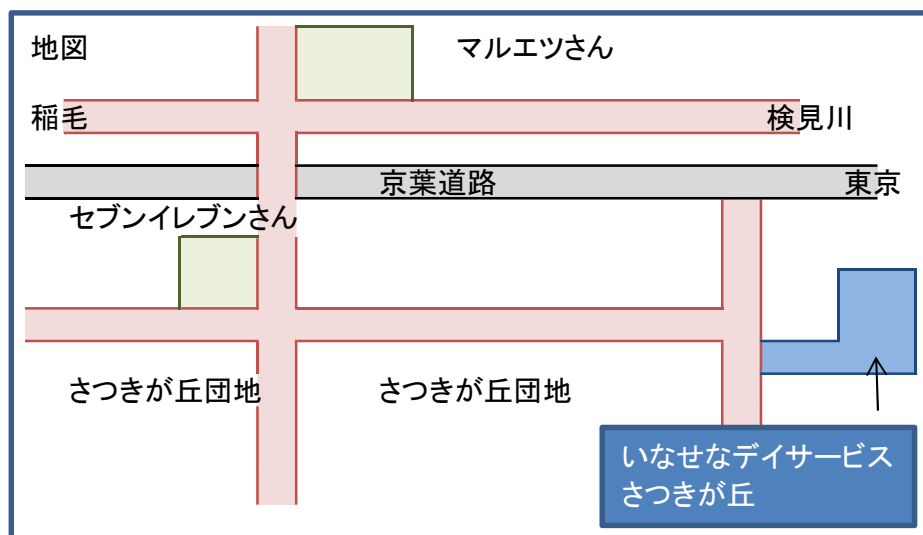 地図
マルエツさん
稲毛
検見川
京葉道路
東京
セブンイレブンさん
さつきが丘団地
さつきが丘団地
いなせなデイサービス
さつきが丘